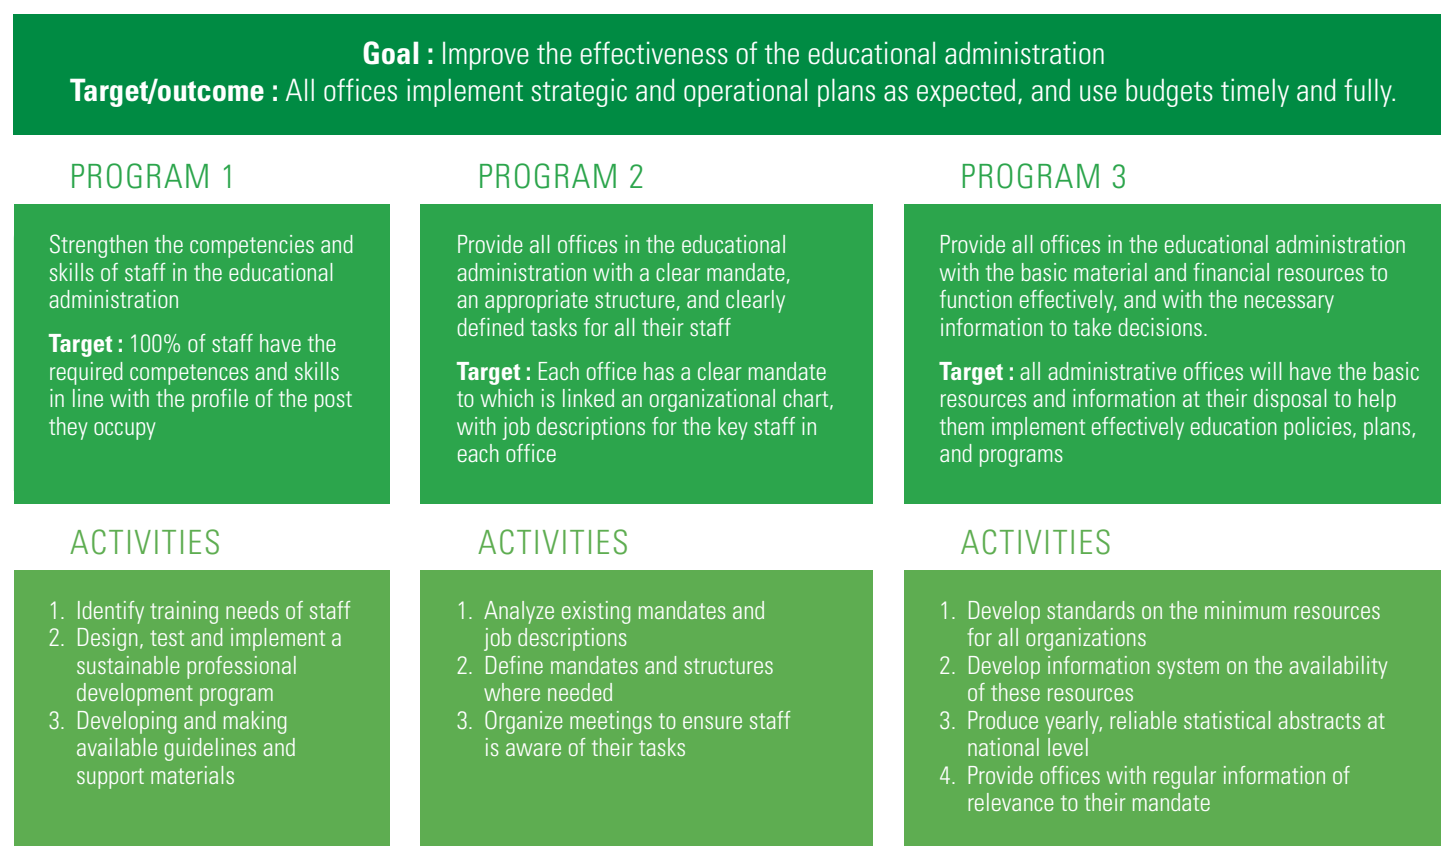 Goal : Improve the effectiveness of the educational administration
Target/outcome : All offices implement strategic and operational plans as expected, and use budgets timely and fully.
PROGRAM 1
Strengthen the competencies and
skills of staff in the educational
administration
Target : 100% of staff have the
required competences and skills
in line with the profile of the post
they occupy
ACTIVITIES
1. Identify training needs of staff
2. Design, test and implement a
sustainable professional
development program
3. Developing and making
available guidelines and
support materials
PROGRAM 2
Provide all offices in the educational
administration with a clear mandate,
an appropriate structure, and clearly
defined tasks for all their staff
Target : Each office has a clear mandate
to which is linked an organizational chart,
with job descriptions for the key staff in
each office
ACTIVITIES
1. Analyze existing mandates and
job descriptions
2. Define mandates and structures
where needed
3. Organize meetings to ensure staff
is aware of their tasks
PROGRAM 3
Provide all offices in the educational administration
with the basic material and financial resources to
function effectively, and with the necessary
information to take decisions.
Target : all administrative offices will have the basic
resources and information at their disposal to help
them implement effectively education policies, plans,
and programs
ACTIVITIES
1. Develop standards on the minimum resources
for all organizations
2. Develop information system on the availability
of these resources
3. Produce yearly, reliable statistical abstracts at
national level
4. Provide offices with regular information of
relevance to their mandate